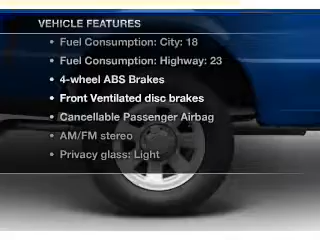 VEHICLE FEATURES
• Fuel Consumption: City: 18
• Fuel Consumption: Highway: 23
• 4-wheel ABS Brakes
• Front Ventilated disc brakes
• Cancellable Passenger Airbag
• AM/FM stereo
• Privacy glass: Light